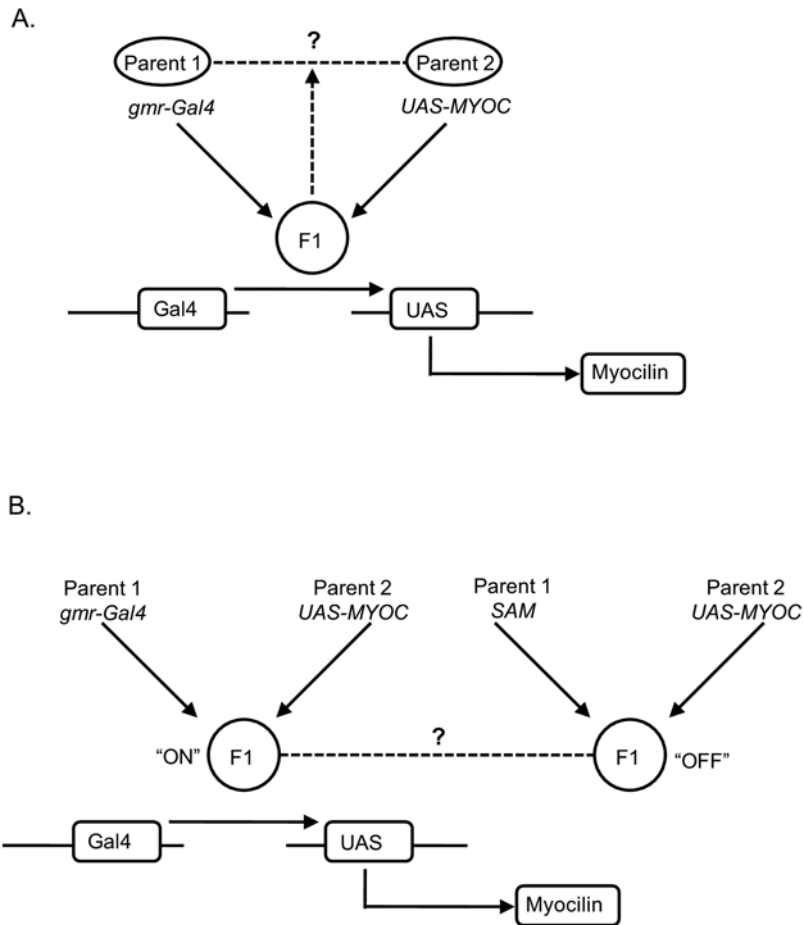 A.
?
Parent 1 Parent 2
gmr-Gal4 UAS-MYOC
F1
Gal4 UAS
Myocilin
B.
Parent 1 Parent 2 Parent 1 Parent 2
gmr-Gal4 UAS-MYOC SAM UAS-MYOC
?
“ON” F1 F1 “OFF”
Gal4 UAS
Myocilin